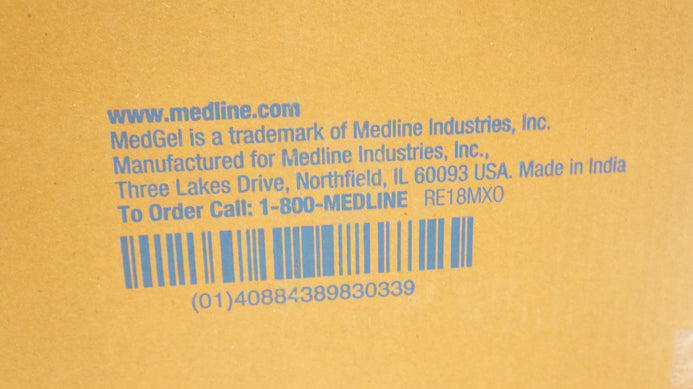 www.medline.com
MedGel is a trademark of Medline Industries, Inc.
Manufactured for Medline Industries, Inc.,
Three Lakes Drive, Northfield, IL 60093 USA. Made in India
To Order Call: 1-800-MEDLINE RE18MXO
(01)40884389830339